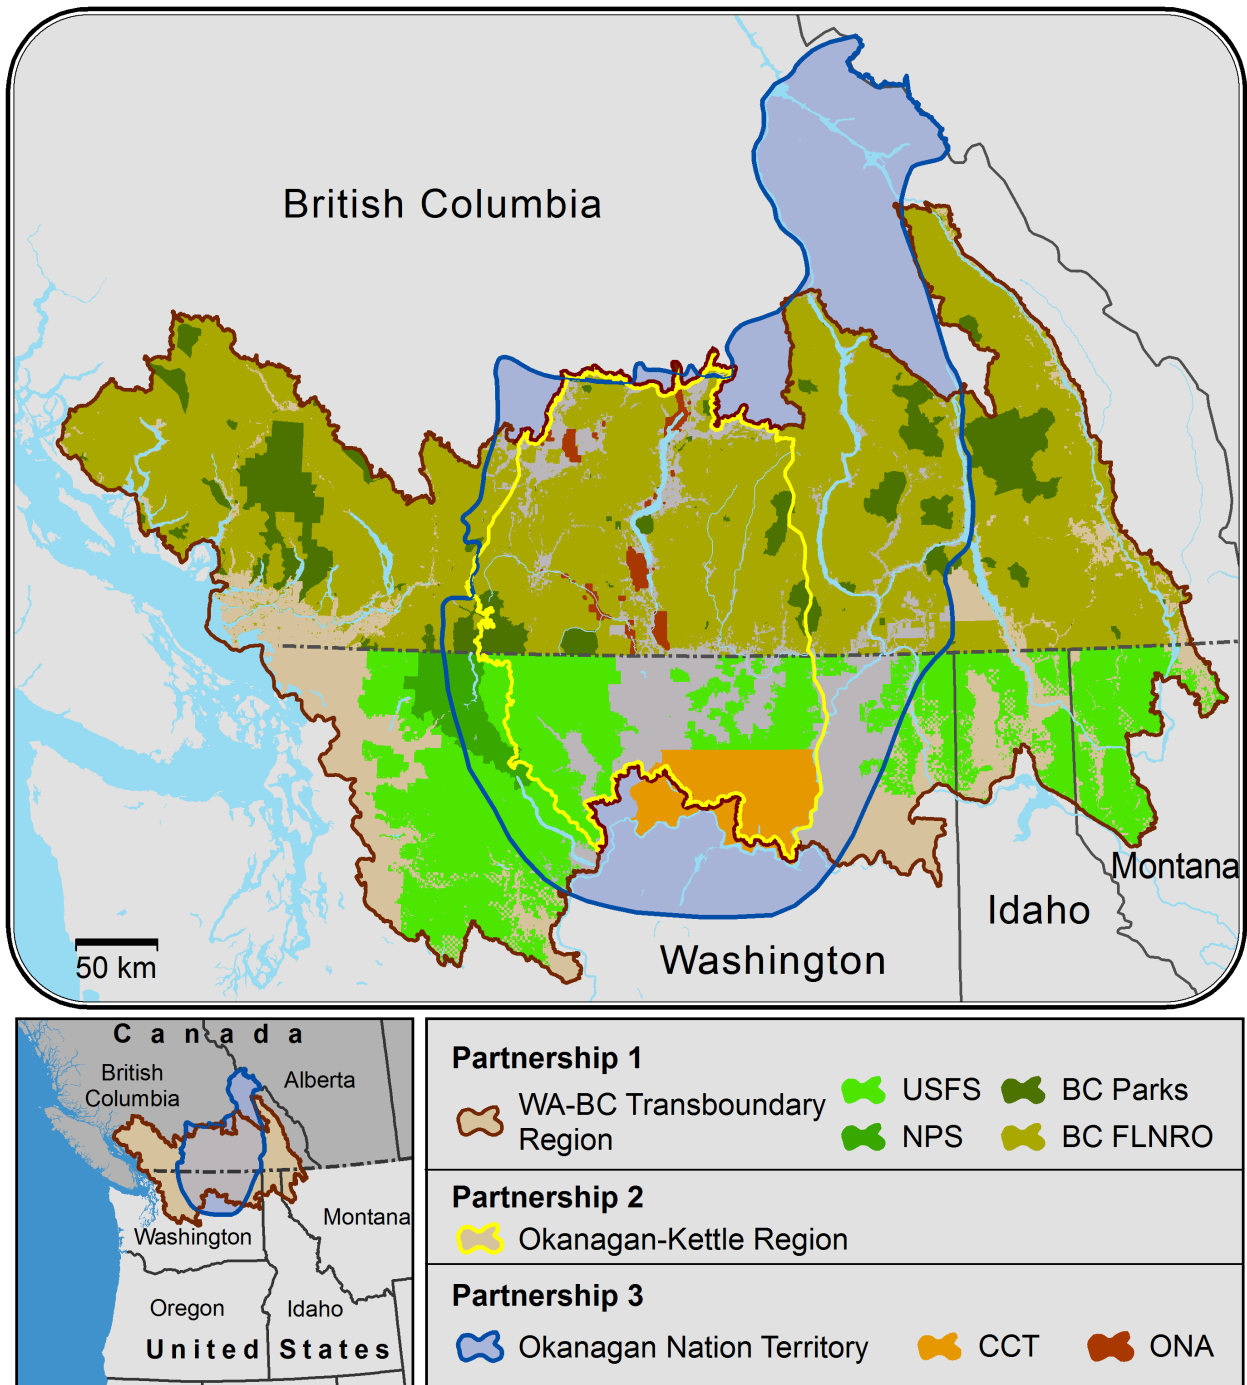 British Columbia
Montana
Idaho
Washington
50 km
Canada
British
Columbia
Alberta
Washington
Montana
Oregon
Idaho
United States
Partnership 1
WA-BC Transboundary
Region
USFS
BC Parks
NPS
BC FLNRO
Partnership 2
Okanagan-Kettle Region
Partnership 3
Okanagan Nation Territory
CCT
ONA